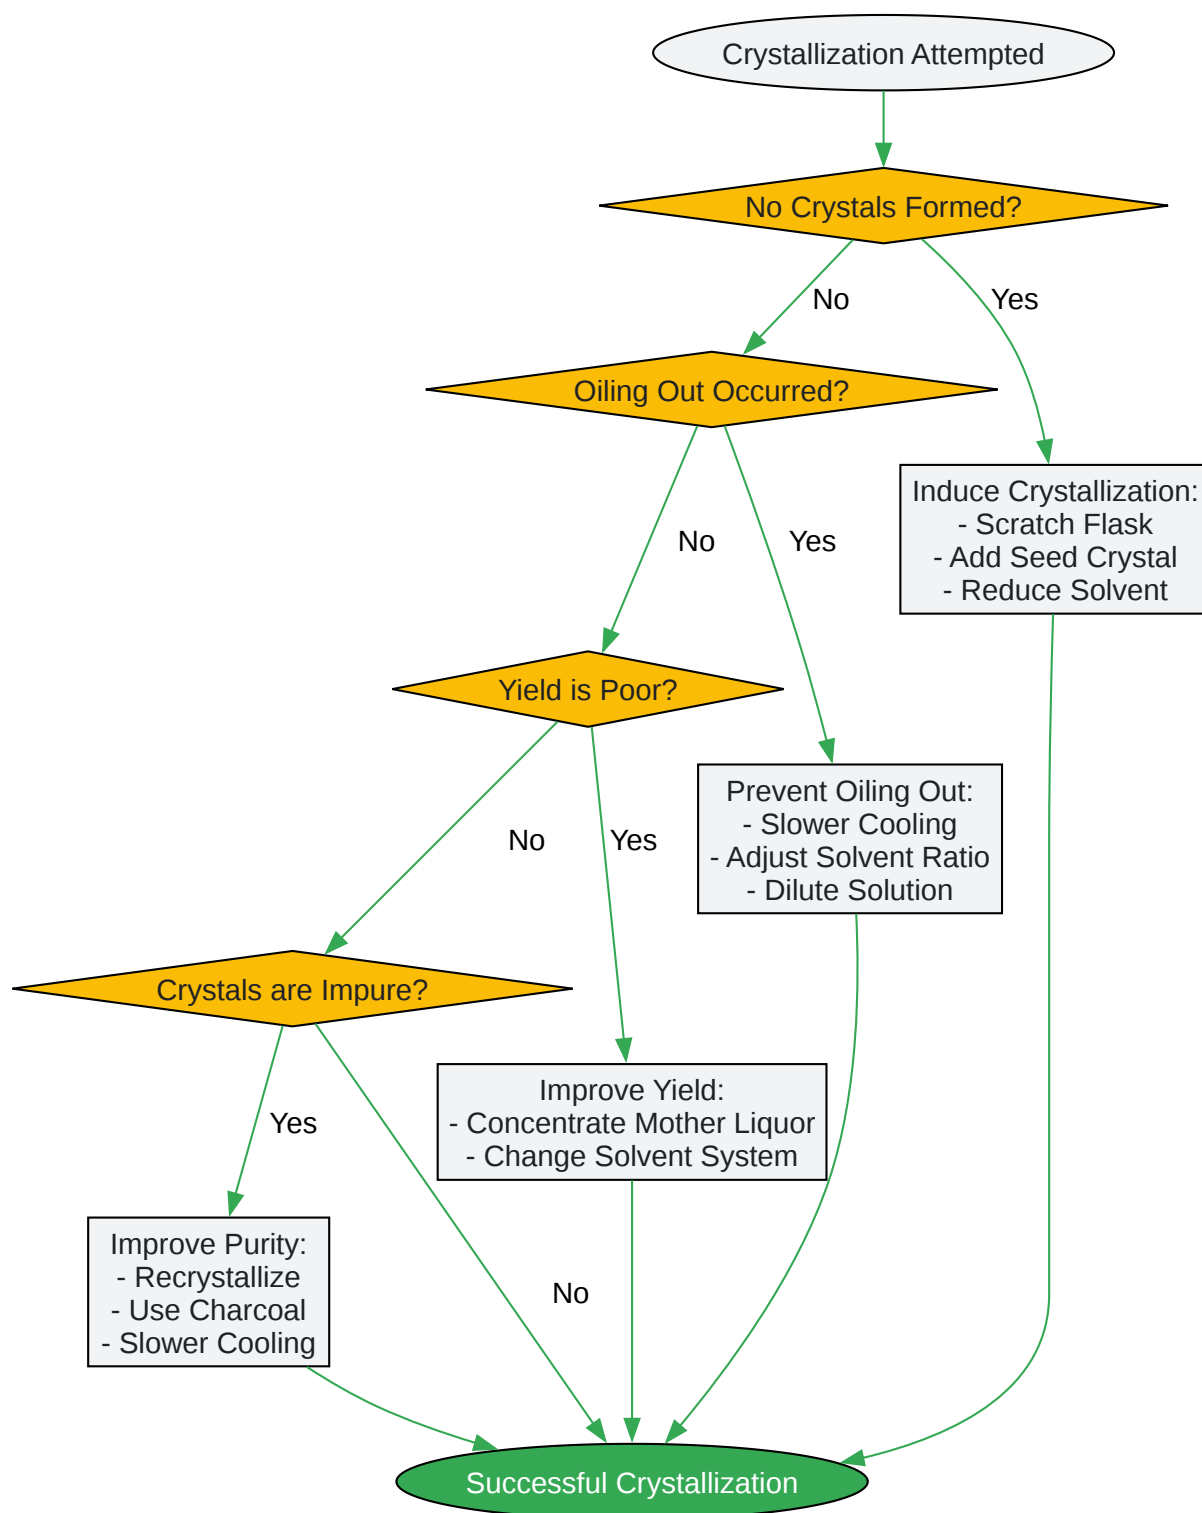 Crystallization Attempted
No Crystals Formed?
No
Yes
Oiling Out Occurred?
Induce Crystallization:
- Scratch Flask
- Add Seed Crystal
- Reduce Solvent
No
Yes
Yield is Poor?
Prevent Oiling Out:
- Slower Cooling
- Adjust Solvent Ratio
- Dilute Solution
No
Yes
Crystals are Impure?
Improve Yield:
- Concentrate Mother Liquor
- Change Solvent System
Yes
Improve Purity:
- Recrystallize
- Use Charcoal
- Slower Cooling
No
Successful Crystallization